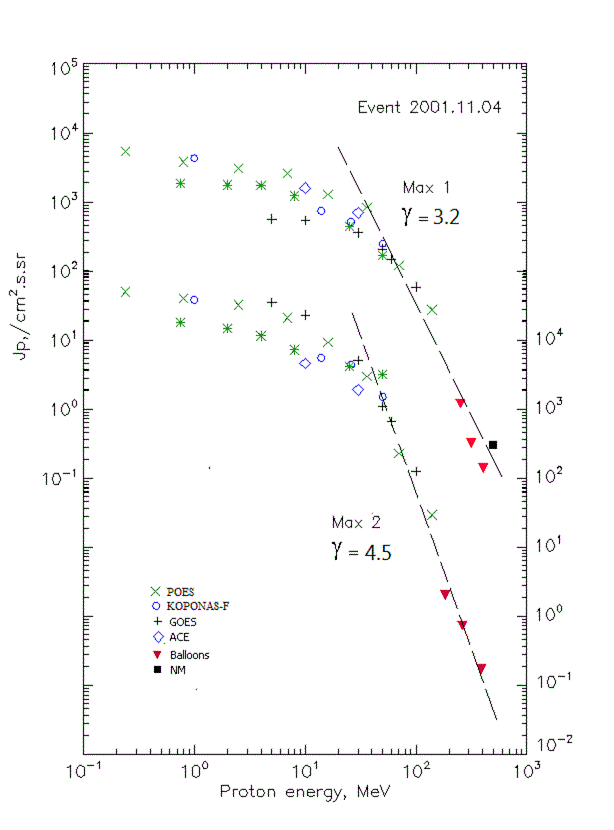 Event 2001.11.04
Max 1
γ = 3.2
Max 2
γ = 4.5
POES
KOPONAS-F
GOES
ACE
Balloons
NM
Jp,/cm².s.sr
10⁵
10⁴
10³
10²
10¹
10⁰
10⁻¹
10⁴
10³
10²
10¹
10⁰
10⁻¹
10⁻²
10⁻¹ 10⁰ 10¹ 10² 10³
Proton energy, MeV